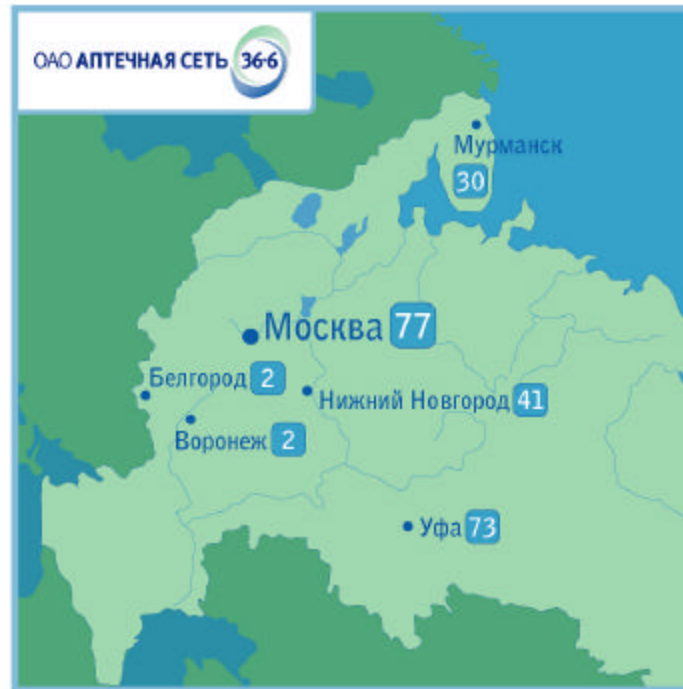 ОАО АПТЕЧНАЯ СЕТЬ 36·6
Мурманск
30
Москва 77
Белгород 2
Нижний Новгород 41
Воронеж 2
Уфа 73